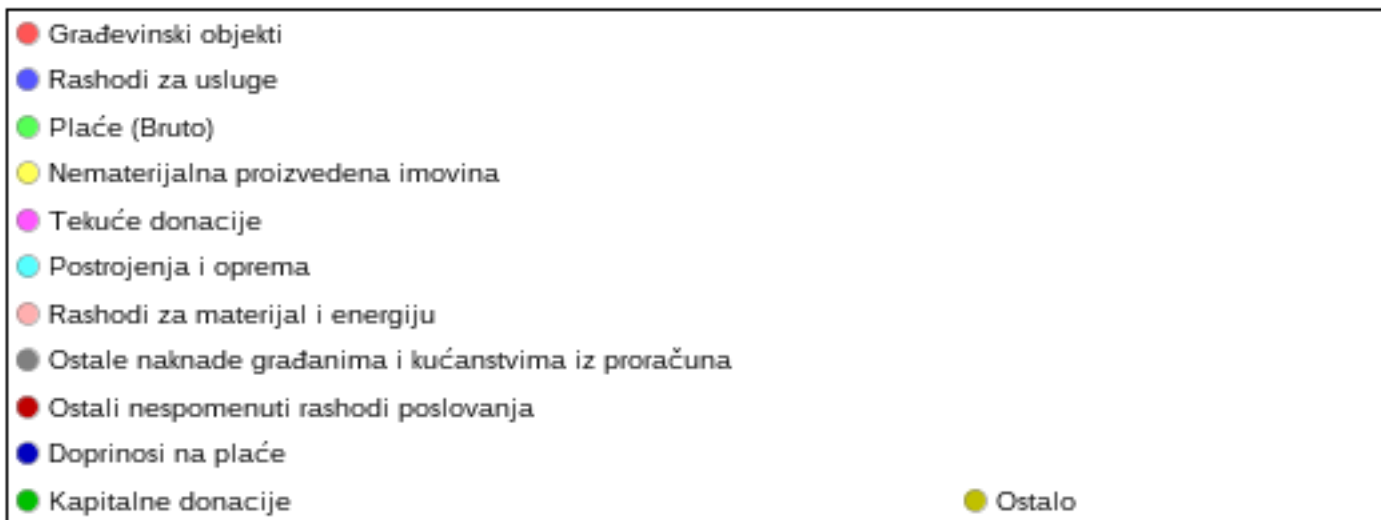 Građevinski objekti
Rashodi za usluge
Plaće (Bruto)
Nematerijalna proizvedena imovina
Tekuće donacije
Postrojenja i oprema
Rashodi za materijal i energiju
Ostale naknade građanima i kućanstvima iz proračuna
Ostali nespomenuti rashodi poslovanja
Doprinosi na plaće
Kapitalne donacije Ostalo